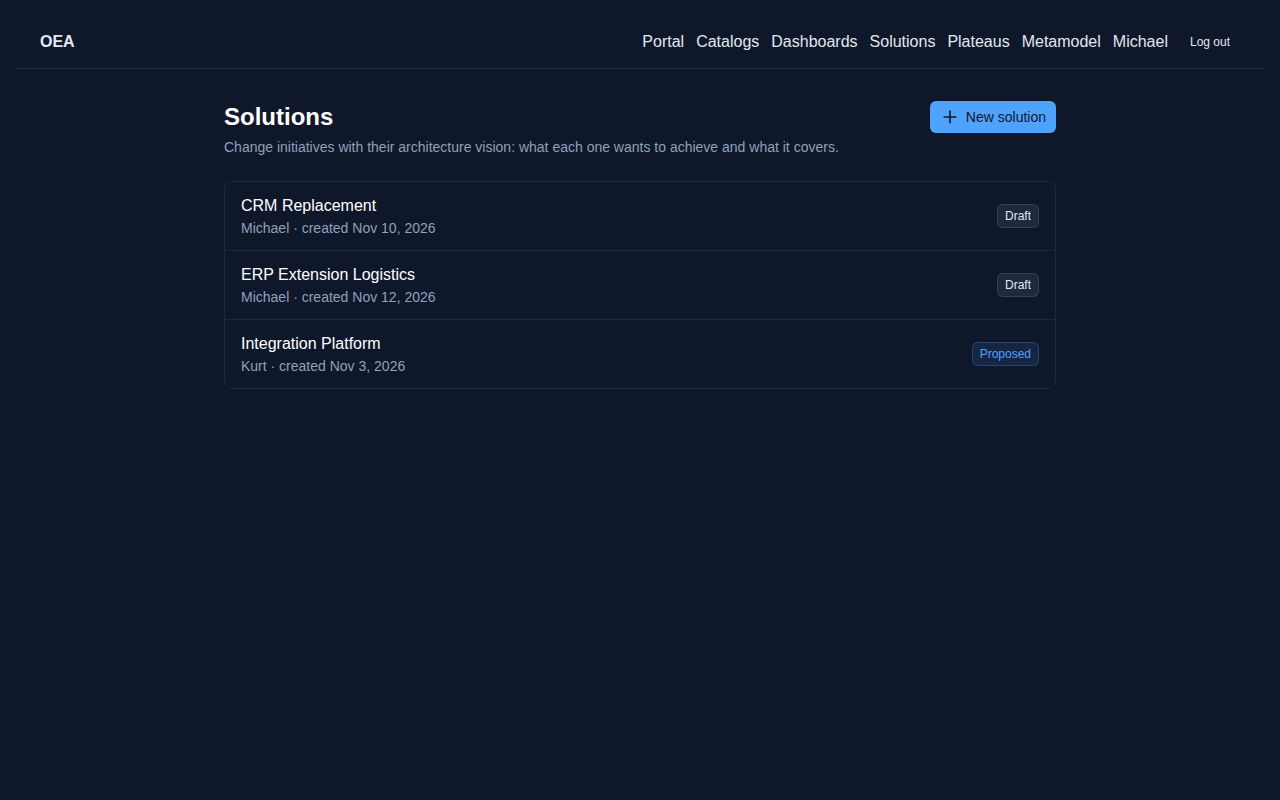 OEA
Portal Catalogs Dashboards Solutions Plateaus Metamodel Michael Log out
Solutions
New solution
Change initiatives with their architecture vision: what each one wants to achieve and what it covers.
CRM Replacement
Michael · created Nov 10, 2026
Draft
ERP Extension Logistics
Michael · created Nov 12, 2026
Draft
Integration Platform
Kurt · created Nov 3, 2026
Proposed